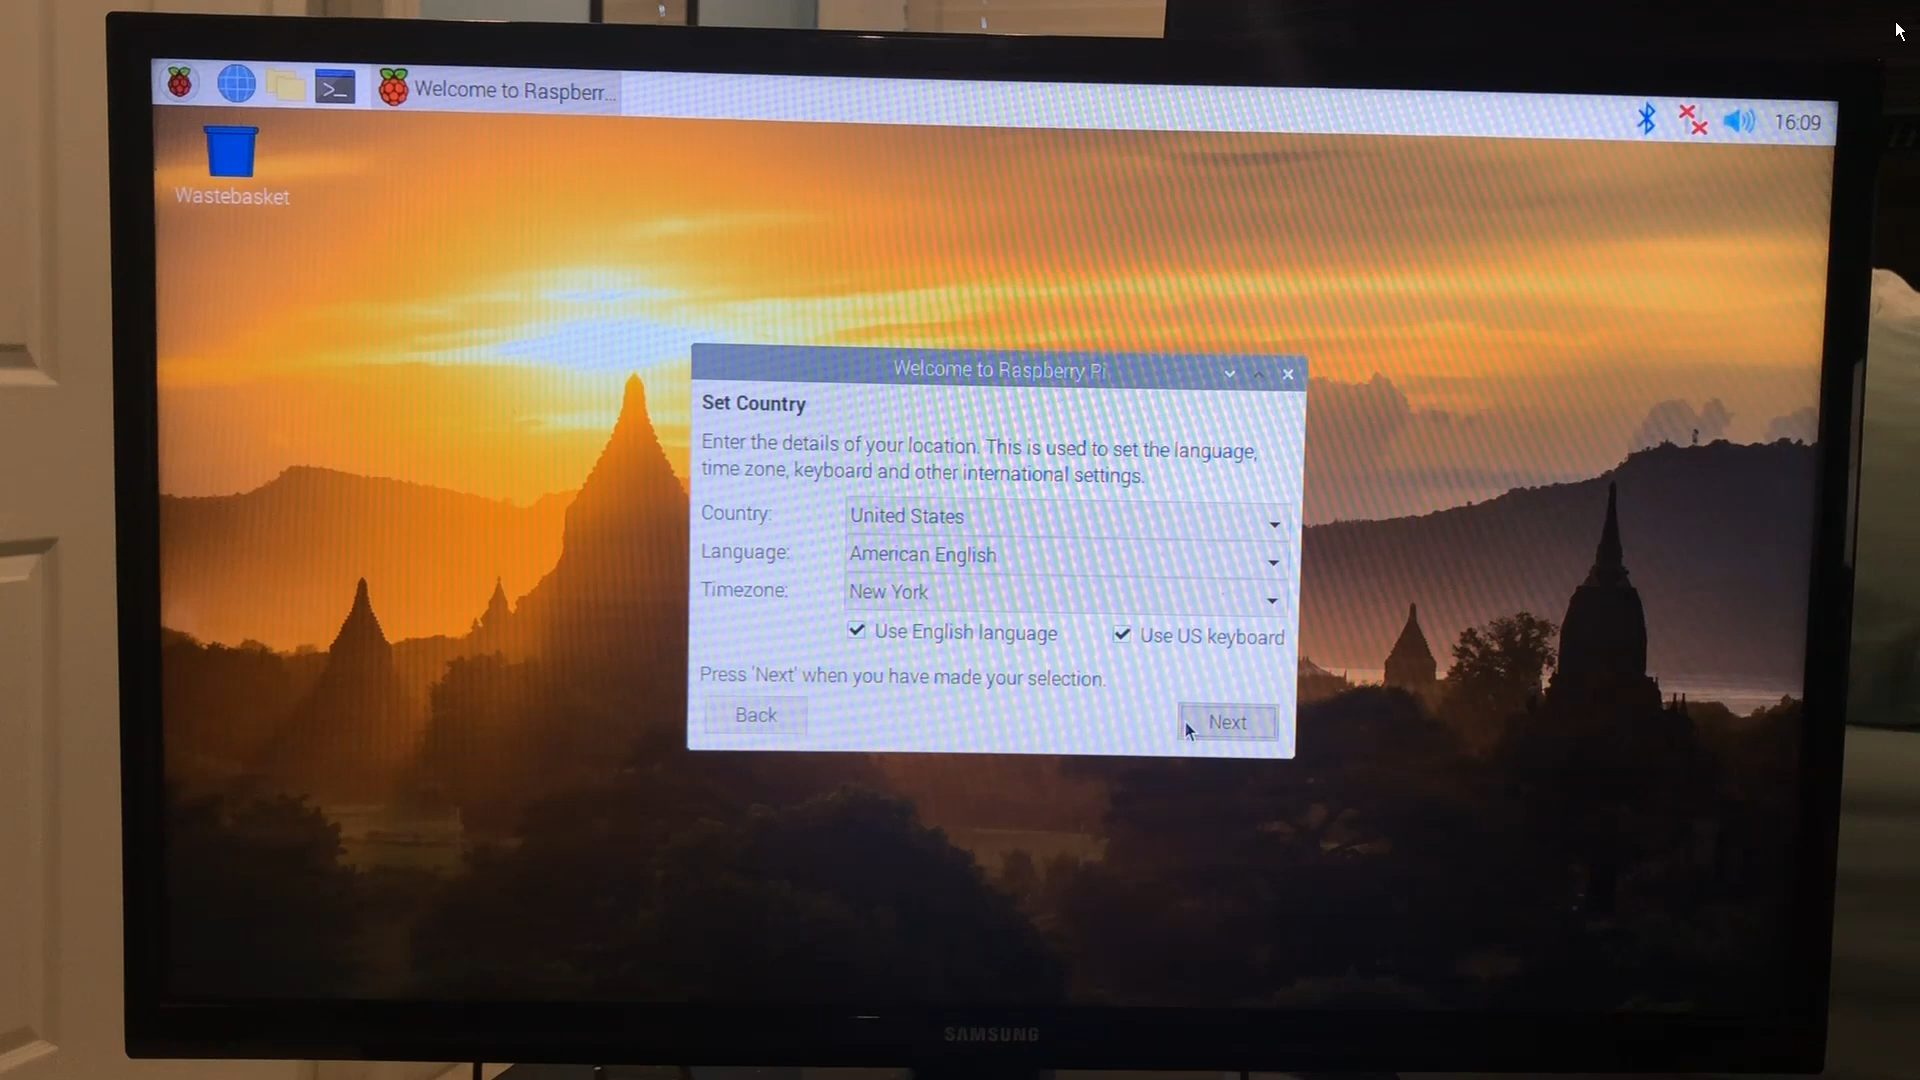 Welcome to Raspberr...
16:09
Wastebasket
Welcome to Raspberry Pi
Set Country
Enter the details of your location. This is used to set the language,
time zone, keyboard and other international settings.
Country: United States
Language: American English
Timezone: New York
Use English language Use US keyboard
Press 'Next' when you have made your selection.
Back Next
SAMSUNG